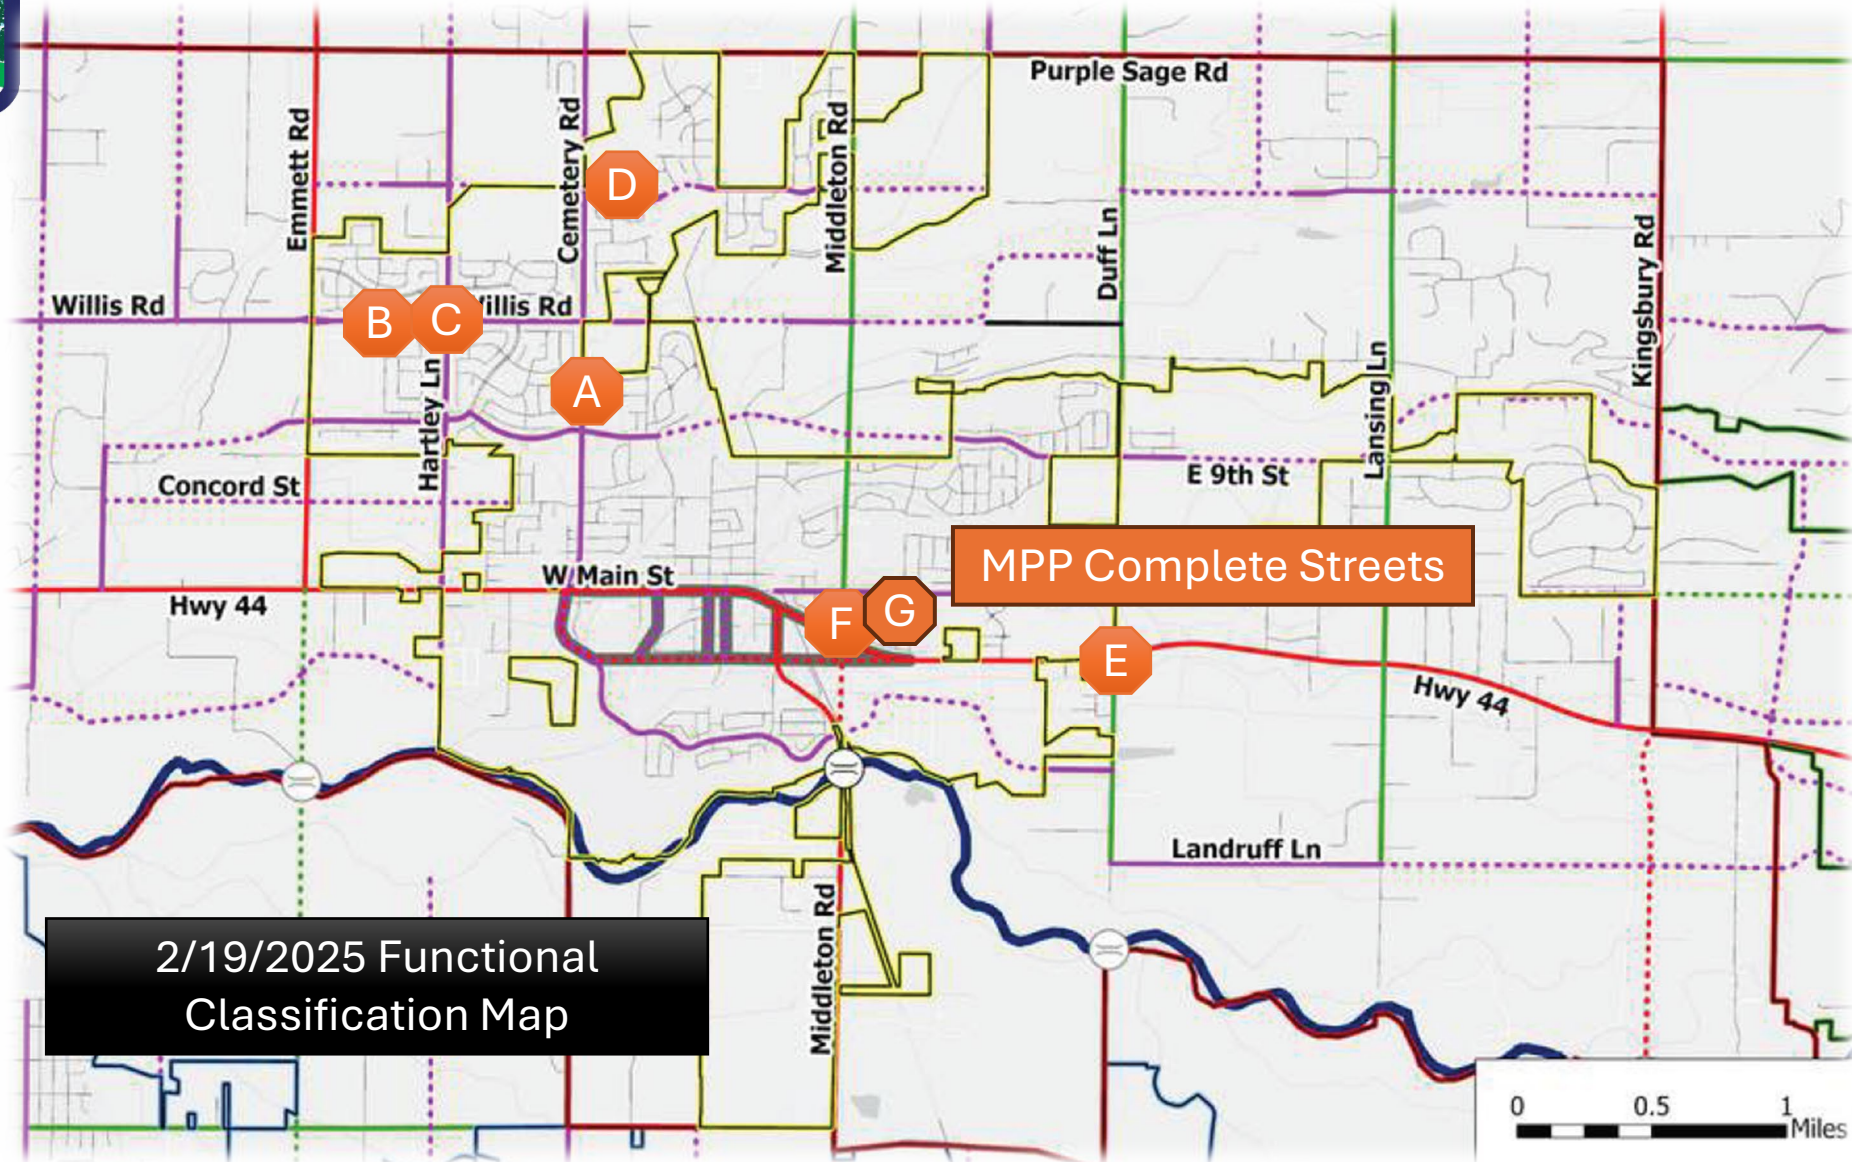 Purple Sage Rd
Emmett Rd
Cemetery Rd
Middleton Rd
D
Duff Ln
Kingsbury Rd
Willis Rd
B
C
illis Rd
A
Hartley Ln
Lansing Ln
Concord St
E 9th St
MPP Complete Streets
W Main St
Hwy 44
F
G
E
Hwy 44
Landruff Ln
Middleton Rd
2/19/2025 Functional
Classification Map
0 0.5 1
Miles